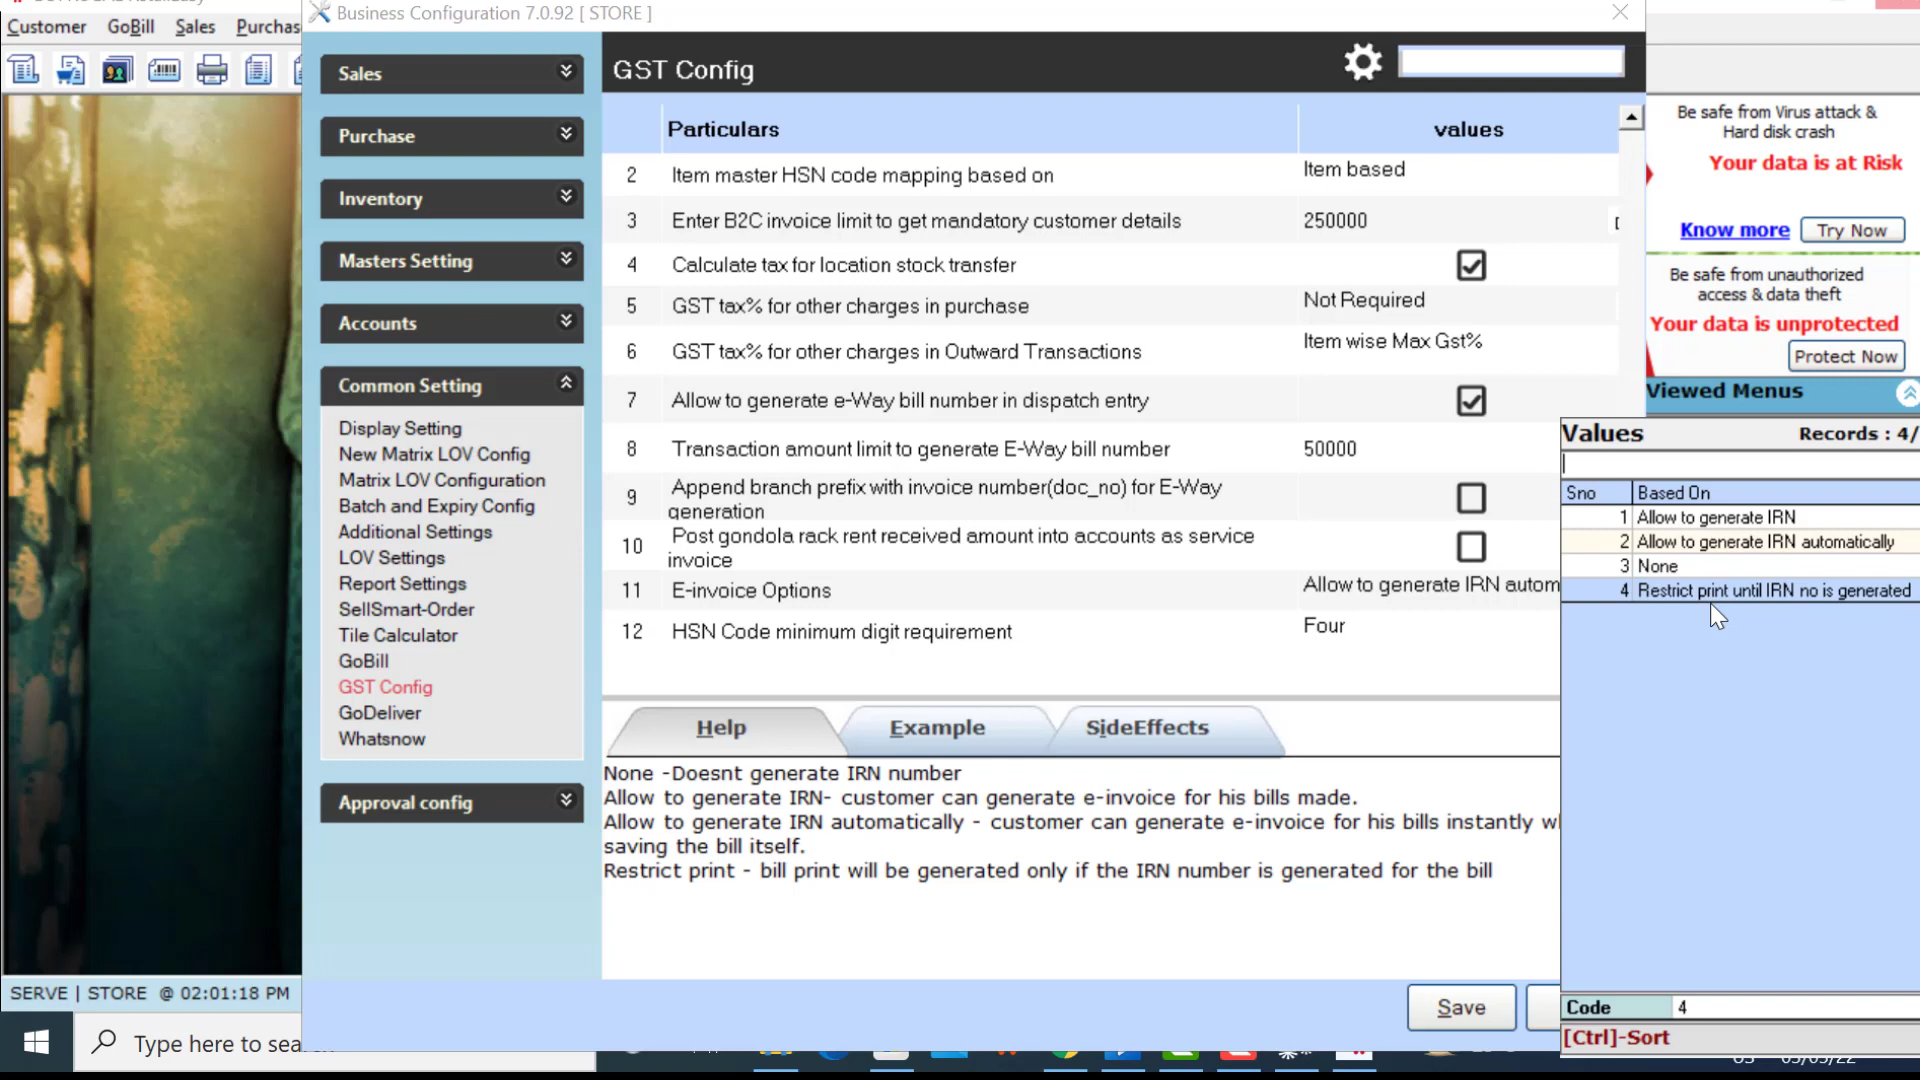 Business Configuration 7.0.92 [ STORE ]
Customer GoBill Sales Purchas
Sales
Purchase
Inventory
Masters Setting
Accounts
Common Setting
Display Setting
New Matrix LOV Config
Matrix LOV Configuration
Batch and Expiry Config
Additional Settings
LOV Settings
Report Settings
SellSmart-Order
Tile Calculator
GoBill
GST Config
GoDeliver
Whatsnow
Approval config
GST Config
Particulars values
2 Item master HSN code mapping based on Item based
3 Enter B2C invoice limit to get mandatory customer details 250000
4 Calculate tax for location stock transfer
5 GST tax% for other charges in purchase Not Required
6 GST tax% for other charges in Outward Transactions Item wise Max Gst%
7 Allow to generate e-Way bill number in dispatch entry
8 Transaction amount limit to generate E-Way bill number 50000
9 Append branch prefix with invoice number(doc_no) for E-Way
generation
10 Post gondola rack rent received amount into accounts as service
invoice
11 E-invoice Options Allow to generate IRN autom
12 HSN Code minimum digit requirement Four
Help Example SideEffects
None -Doesnt generate IRN number
Allow to generate IRN- customer can generate e-invoice for his bills made.
Allow to generate IRN automatically - customer can generate e-invoice for his bills instantly wl
saving the bill itself.
Restrict print - bill print will be generated only if the IRN number is generated for the bill
Save
Be safe from Virus attack &
Hard disk crash
Your data is at Risk
Know more Try Now
Be safe from unauthorized
access & data theft
Your data is unprotected
Protect Now
Viewed Menus
Values Records : 4/
Sno Based On
1 Allow to generate IRN
2 Allow to generate IRN automatically
3 None
4 Restrict print until IRN no is generated
Code 4
[Ctrl]-Sort
SERVE | STORE @ 02:01:18 PM
Type here to sea